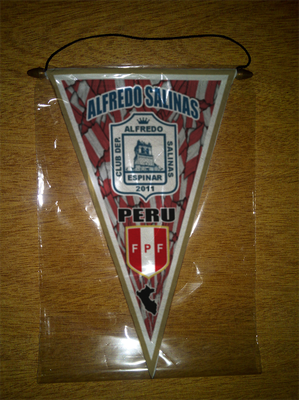 ALFREDO SALINAS
ALFREDO
CLUB DEP.
SALINAS
ESPINAR
2011
PERU
FPF